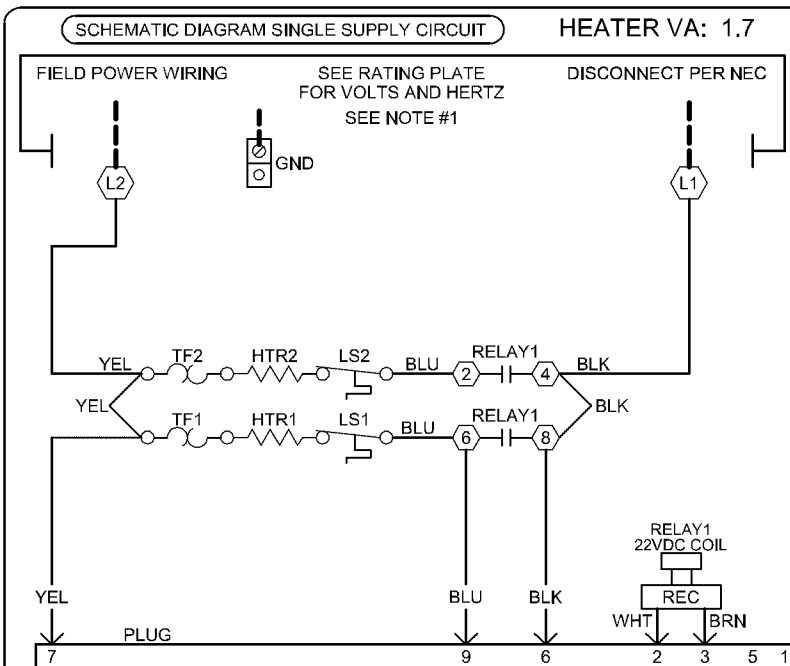 SCHEMATIC DIAGRAM SINGLE SUPPLY CIRCUIT
HEATER VA: 1.7
FIELD POWER WIRING
SEE RATING PLATE
FOR VOLTS AND HERTZ
SEE NOTE #1
DISCONNECT PER NEC
L2
GND
L1
YEL TF2 HTR2 LS2 BLU 2 RELAY1 4 BLK
YEL BLK
TF1 HTR1 LS1 BLU 6 RELAY1 8
RELAY1
22VDC COIL
REC
YEL BLU BLK
WHT BRN
PLUG
7 9 6 2 3 5 1